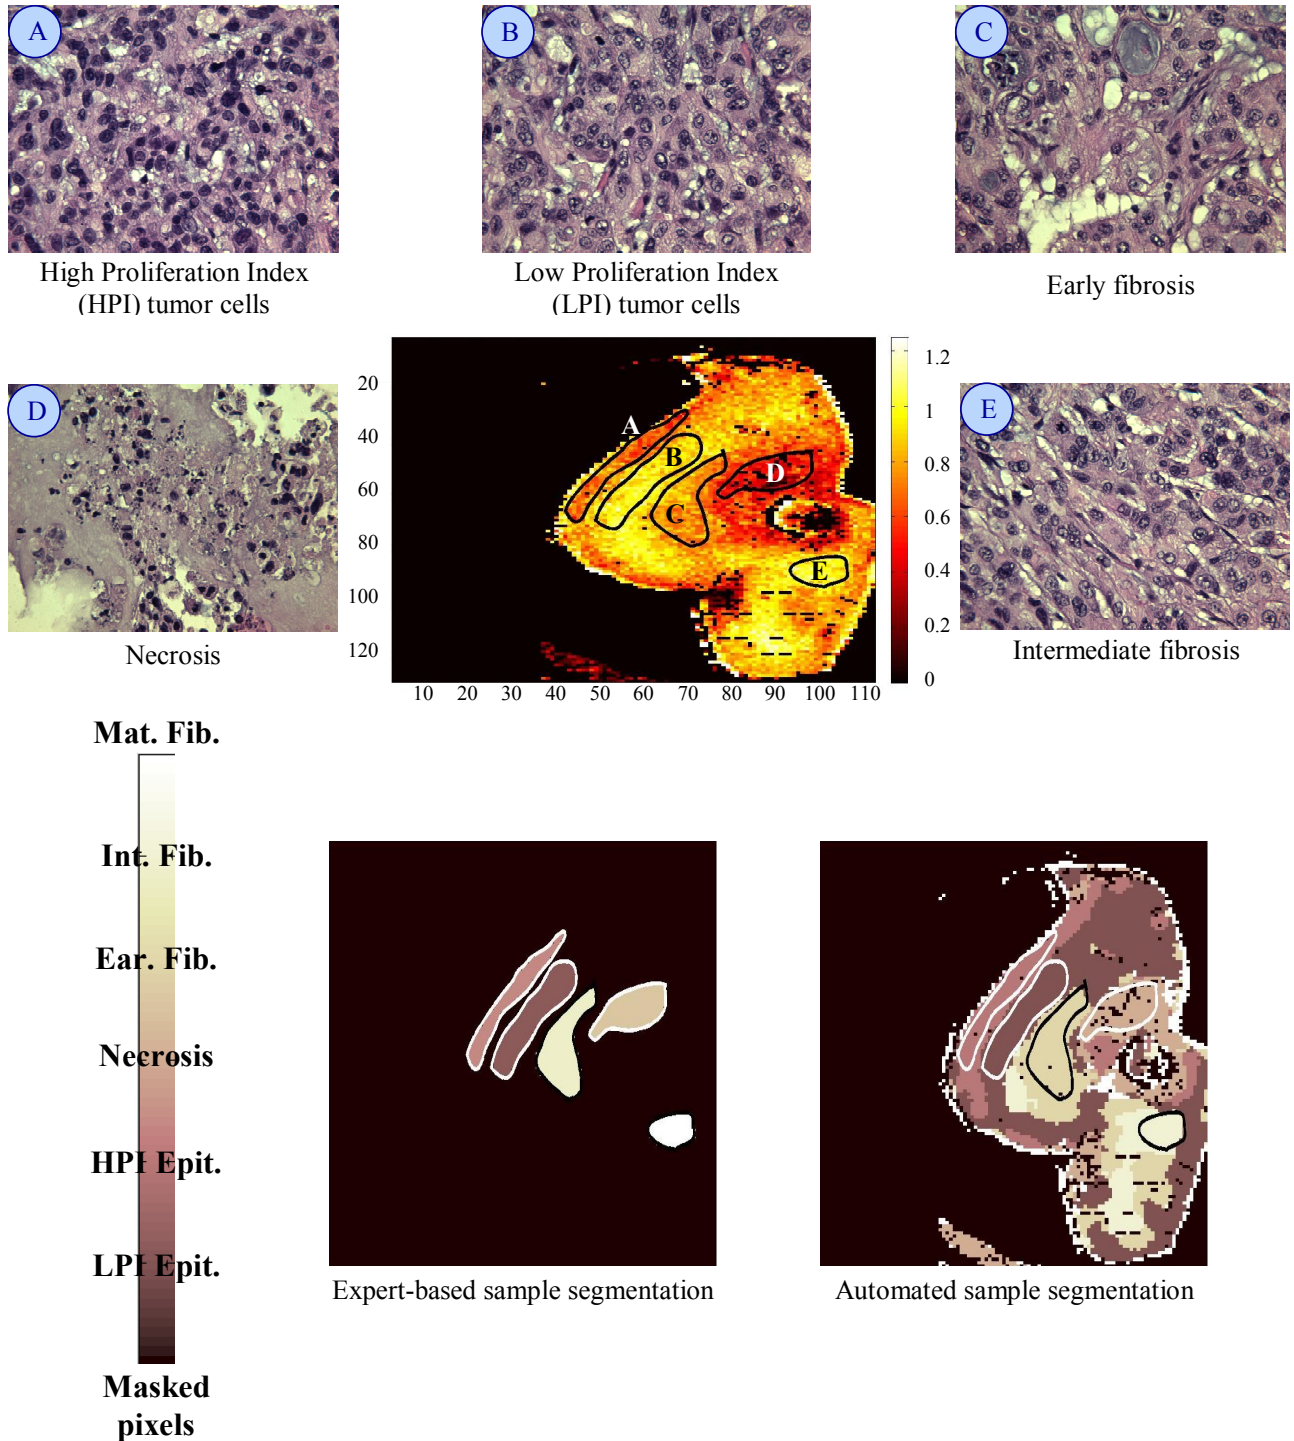 A
B
C
High Proliferation Index
(HPI) tumor cells
Low Proliferation Index
(LPI) tumor cells
Early fibrosis
D
Necrosis
20
40
60
80
100
120
A
B
C
D
E
10 20 30 40 50 60 70 80 90 100 110
1.2
1
0.8
0.6
0.4
0.2
0
E
Intermediate fibrosis
Mat. Fib.
Int. Fib.
Ear. Fib.
Necrosis
HPI Epit.
LPI Epit.
Masked
pixels
Expert-based sample segmentation
Automated sample segmentation